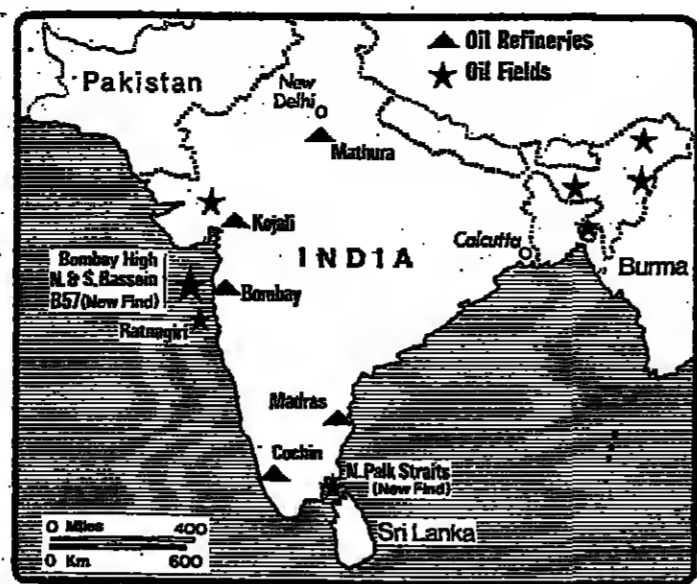 Oil Refineries
Oil Fields
Pakistan
New
Delhi
Mathura
Kojali
Calcutta
INDIA
Burma
Bombay High
N. & S. Bassein
B57 (New Find)
Bombay
Ratnagiri
Madras
Cochin
N. Palk Straits
(New Find)
Sri Lanka
0 Miles 400
0 Km 600